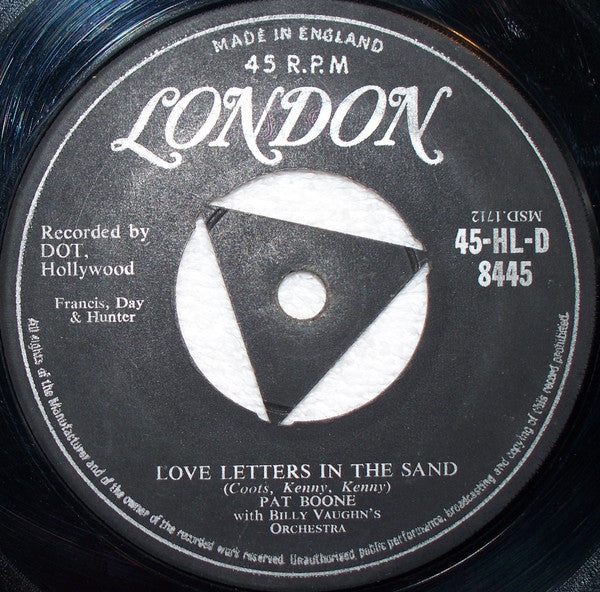 MADE IN ENGLAND
45 R.P.M
LONDON
Recorded by
DOT,
Hollywood
Francis, Day
& Hunter
MSD.1712
45-HL-D
8445
LOVE LETTERS IN THE SAND
(Coots, Kenny, Kenny)
PAT BOONE
with BILLY VAUGHN'S
ORCHESTRA
All rights of the Manufacturer and of the owner of the recorded work reserved. Unauthorised public performance, broadcasting and copying of this record prohibited.